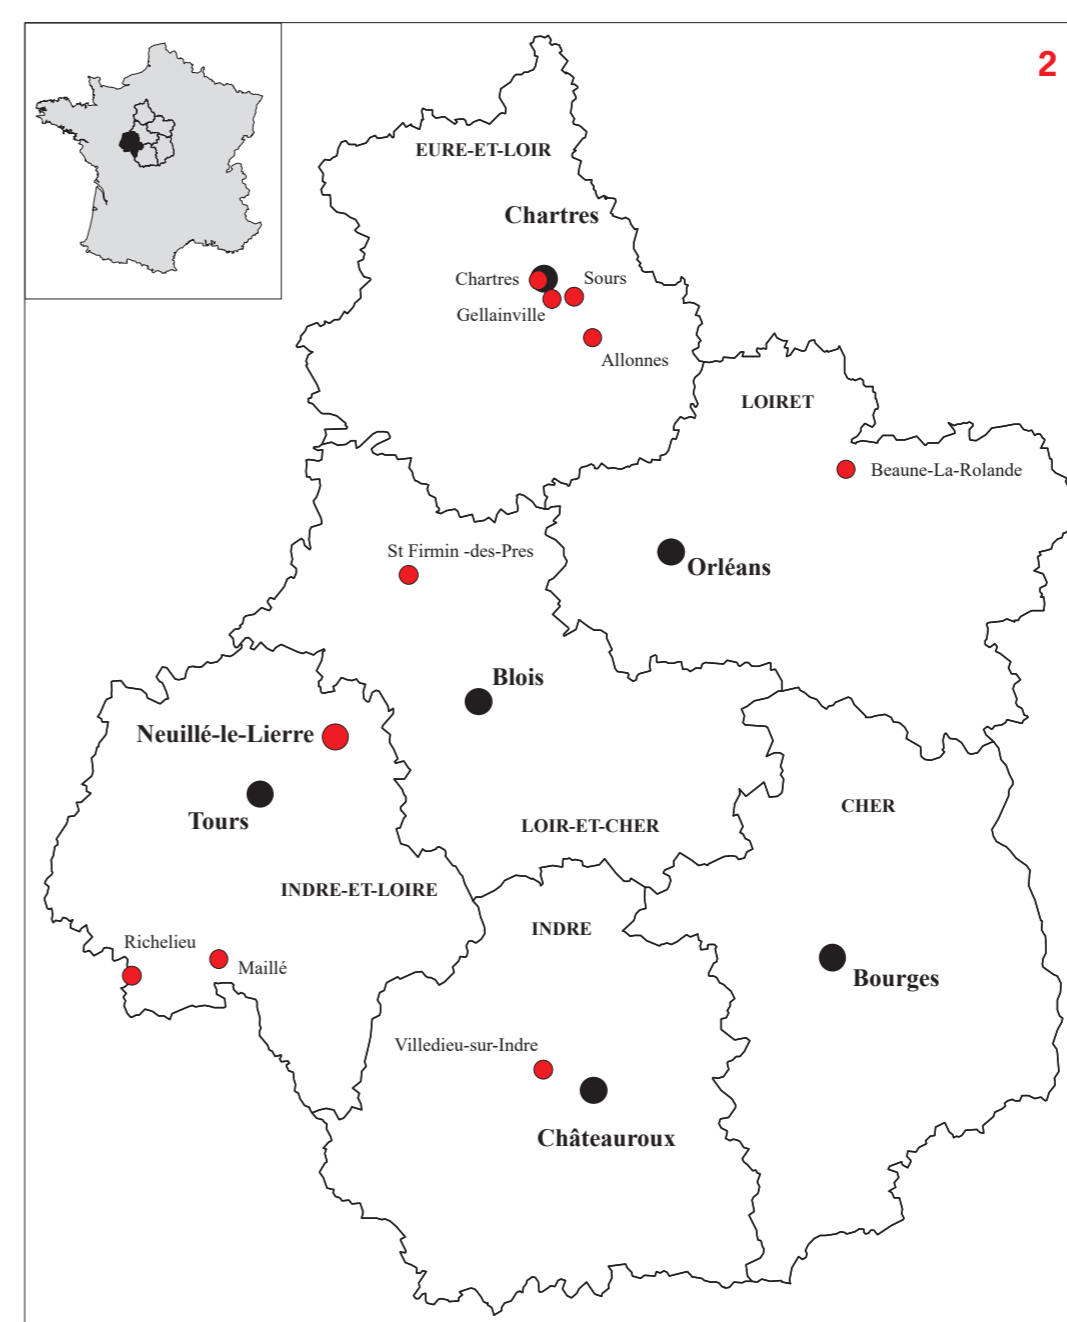 2
EURE-ET-LOIR
Chartres
Chartres
Sours
Gellainville
Allonnes
LOIRET
Beaune-La-Rolande
St Firmin -des-Pres
Orléans
Blois
Neuillé-le-Lierre
Tours
CHER
LOIR-ET-CHER
INDRE-ET-LOIRE
INDRE
Richelieu
Maillé
Bourges
Villedieu-sur-Indre
Châteauroux